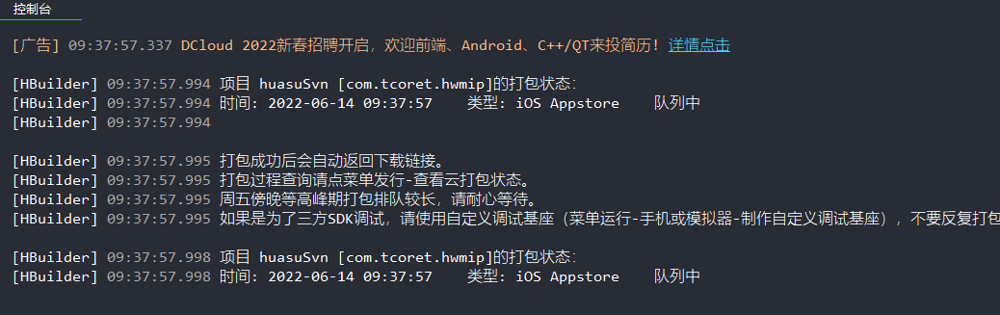 控制台
[广告] 09:37:57.337 DCloud 2022新春招聘开启，欢迎前端、Android、C++/QT来投简历！详情点击
[HBuilder] 09:37:57.994 项目 huasuSvn [com.tcoret.hwmip]的打包状态：
[HBuilder] 09:37:57.994 时间: 2022-06-14 09:37:57    类型: iOS Appstore    队列中
[HBuilder] 09:37:57.994
[HBuilder] 09:37:57.995 打包成功后会自动返回下载链接。
[HBuilder] 09:37:57.995 打包过程查询请点菜单发行-查看云打包状态。
[HBuilder] 09:37:57.995 周五傍晚等高峰期打包排队较长，请耐心等待。
[HBuilder] 09:37:57.995 如果是为了三方SDK调试，请使用自定义调试基座（菜单运行-手机或模拟器-制作自定义调试基座），不要反复打包
[HBuilder] 09:37:57.998 项目 huasuSvn [com.tcoret.hwmip]的打包状态：
[HBuilder] 09:37:57.998 时间: 2022-06-14 09:37:57    类型: iOS Appstore    队列中